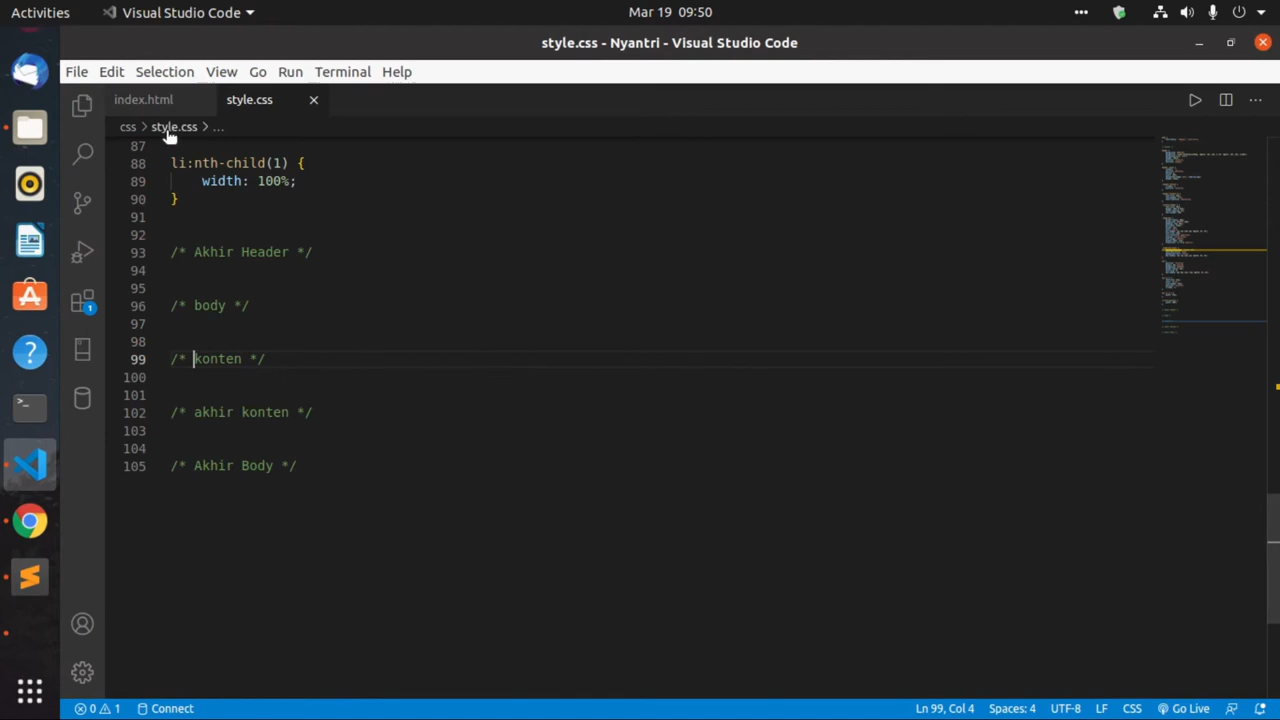 Activities
Visual Studio Code
Mar 19 09:50
style.css - Nyantri - Visual Studio Code
File Edit Selection View Go Run Terminal Help
index.html
style.css
css > style.css > ...
87
88 li:nth-child(1) {
89 width: 100%;
90 }
91
92
93 /* Akhir Header */
94
95
96 /* body */
97
98
99 /* konten */
100
101
102 /* akhir konten */
103
104
105 /* Akhir Body */
1
0 1 Connect
Ln 99, Col 4 Spaces: 4 UTF-8 LF CSS Go Live